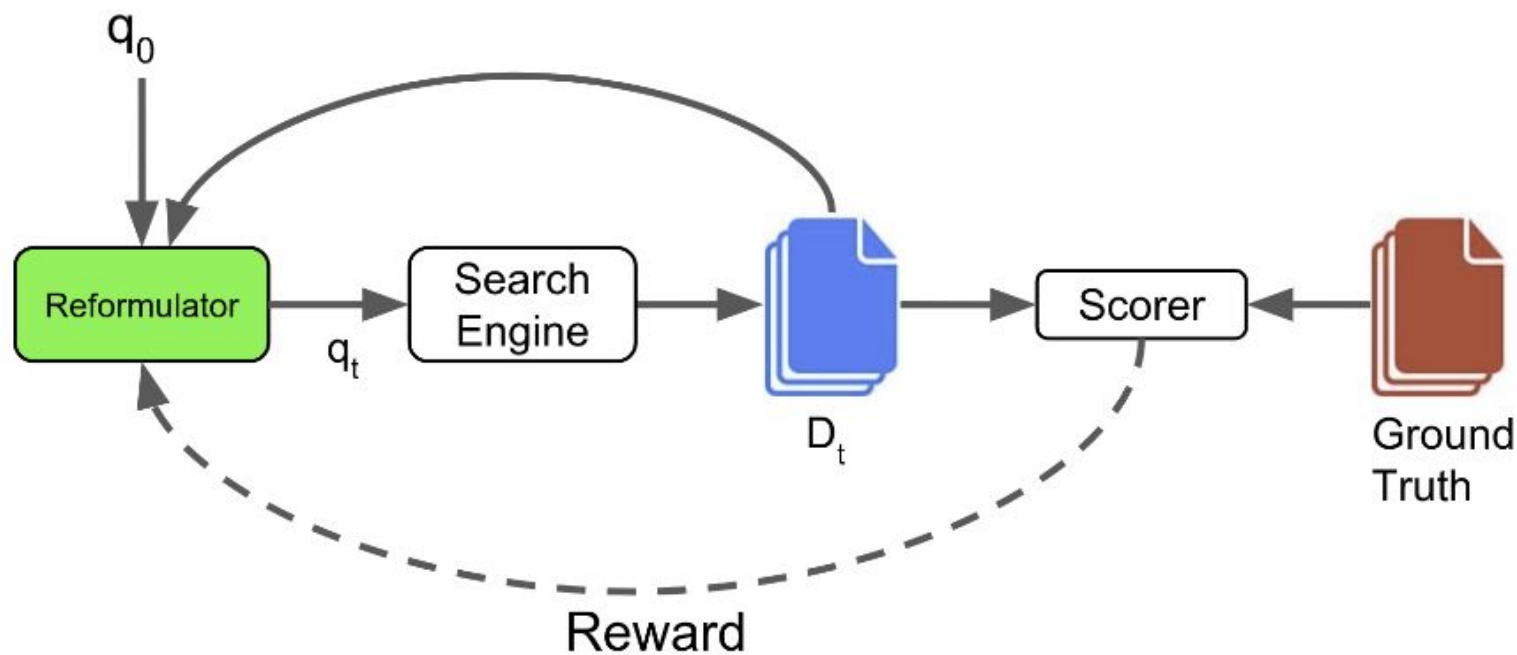 q₀
Reformulator
qₜ
Search
Engine
Dₜ
Scorer
Ground
Truth
Reward